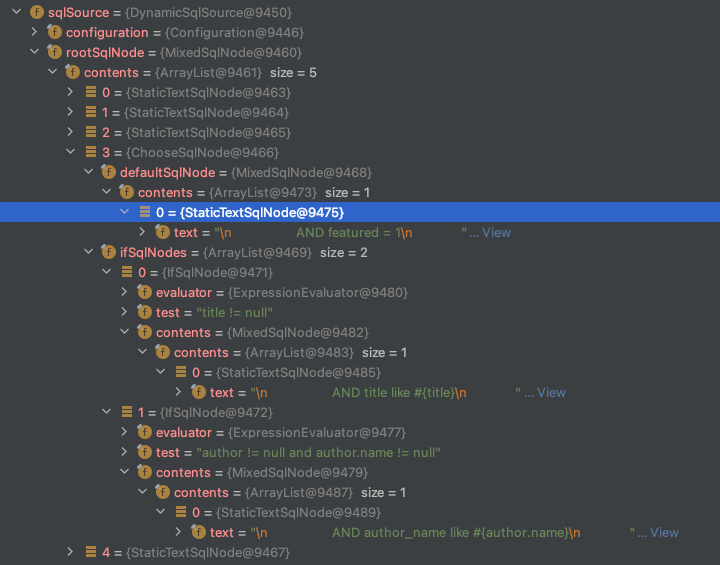 sqlSource = {DynamicSqlSource@9450}
configuration = {Configuration@9446}
rootSqlNode = {MixedSqlNode@9460}
contents = {ArrayList@9461} size = 5
0 = {StaticTextSqlNode@9463}
1 = {StaticTextSqlNode@9464}
2 = {StaticTextSqlNode@9465}
3 = {ChooseSqlNode@9466}
defaultSqlNode = {MixedSqlNode@9468}
contents = {ArrayList@9473} size = 1
0 = {StaticTextSqlNode@9475}
text = "\n AND featured = 1\n " ... View
ifSqlNodes = {ArrayList@9469} size = 2
0 = {IfSqlNode@9471}
evaluator = {ExpressionEvaluator@9480}
test = "title != null"
contents = {MixedSqlNode@9482}
contents = {ArrayList@9483} size = 1
0 = {StaticTextSqlNode@9485}
text = "\n AND title like #{title}\n " ... View
1 = {IfSqlNode@9472}
evaluator = {ExpressionEvaluator@9477}
test = "author != null and author.name != null"
contents = {MixedSqlNode@9479}
contents = {ArrayList@9487} size = 1
0 = {StaticTextSqlNode@9489}
text = "\n AND author_name like #{author.name}\n " ... View
4 = {StaticTextSqlNode@9467}